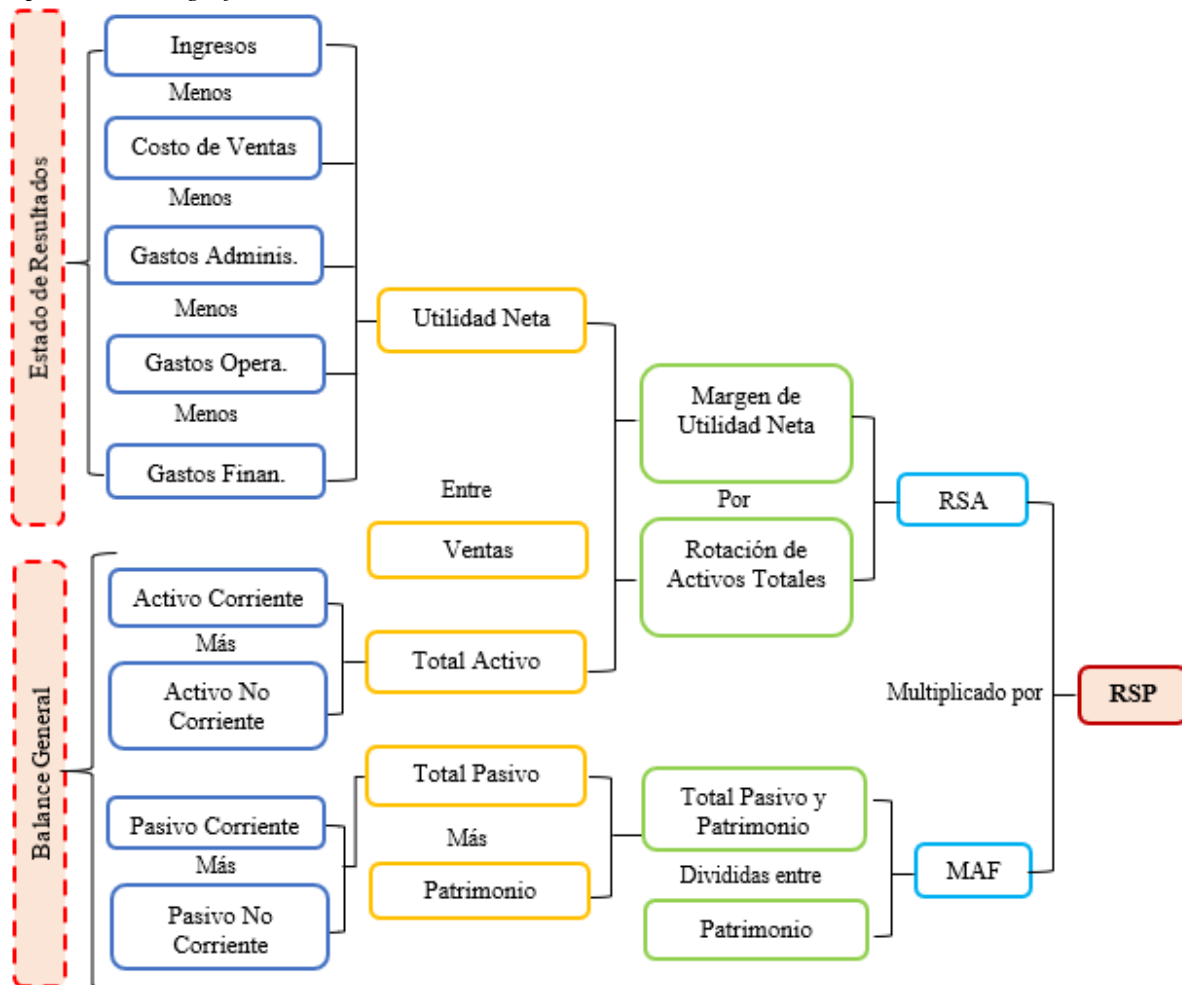 Estado de Resultados
Ingresos
Menos
Costo de Ventas
Menos
Gastos Adminis.
Menos
Gastos Opera.
Menos
Gastos Finan.
Utilidad Neta
Entre
Ventas
Margen de
Utilidad Neta
Por
Rotación de
Activos Totales
RSA
Balance General
Activo Corriente
Más
Activo No
Corriente
Total Activo
Pasivo Corriente
Más
Pasivo No
Corriente
Total Pasivo
Más
Patrimonio
Total Pasivo y
Patrimonio
Divididas entre
Patrimonio
MAF
Multiplicado por
RSP